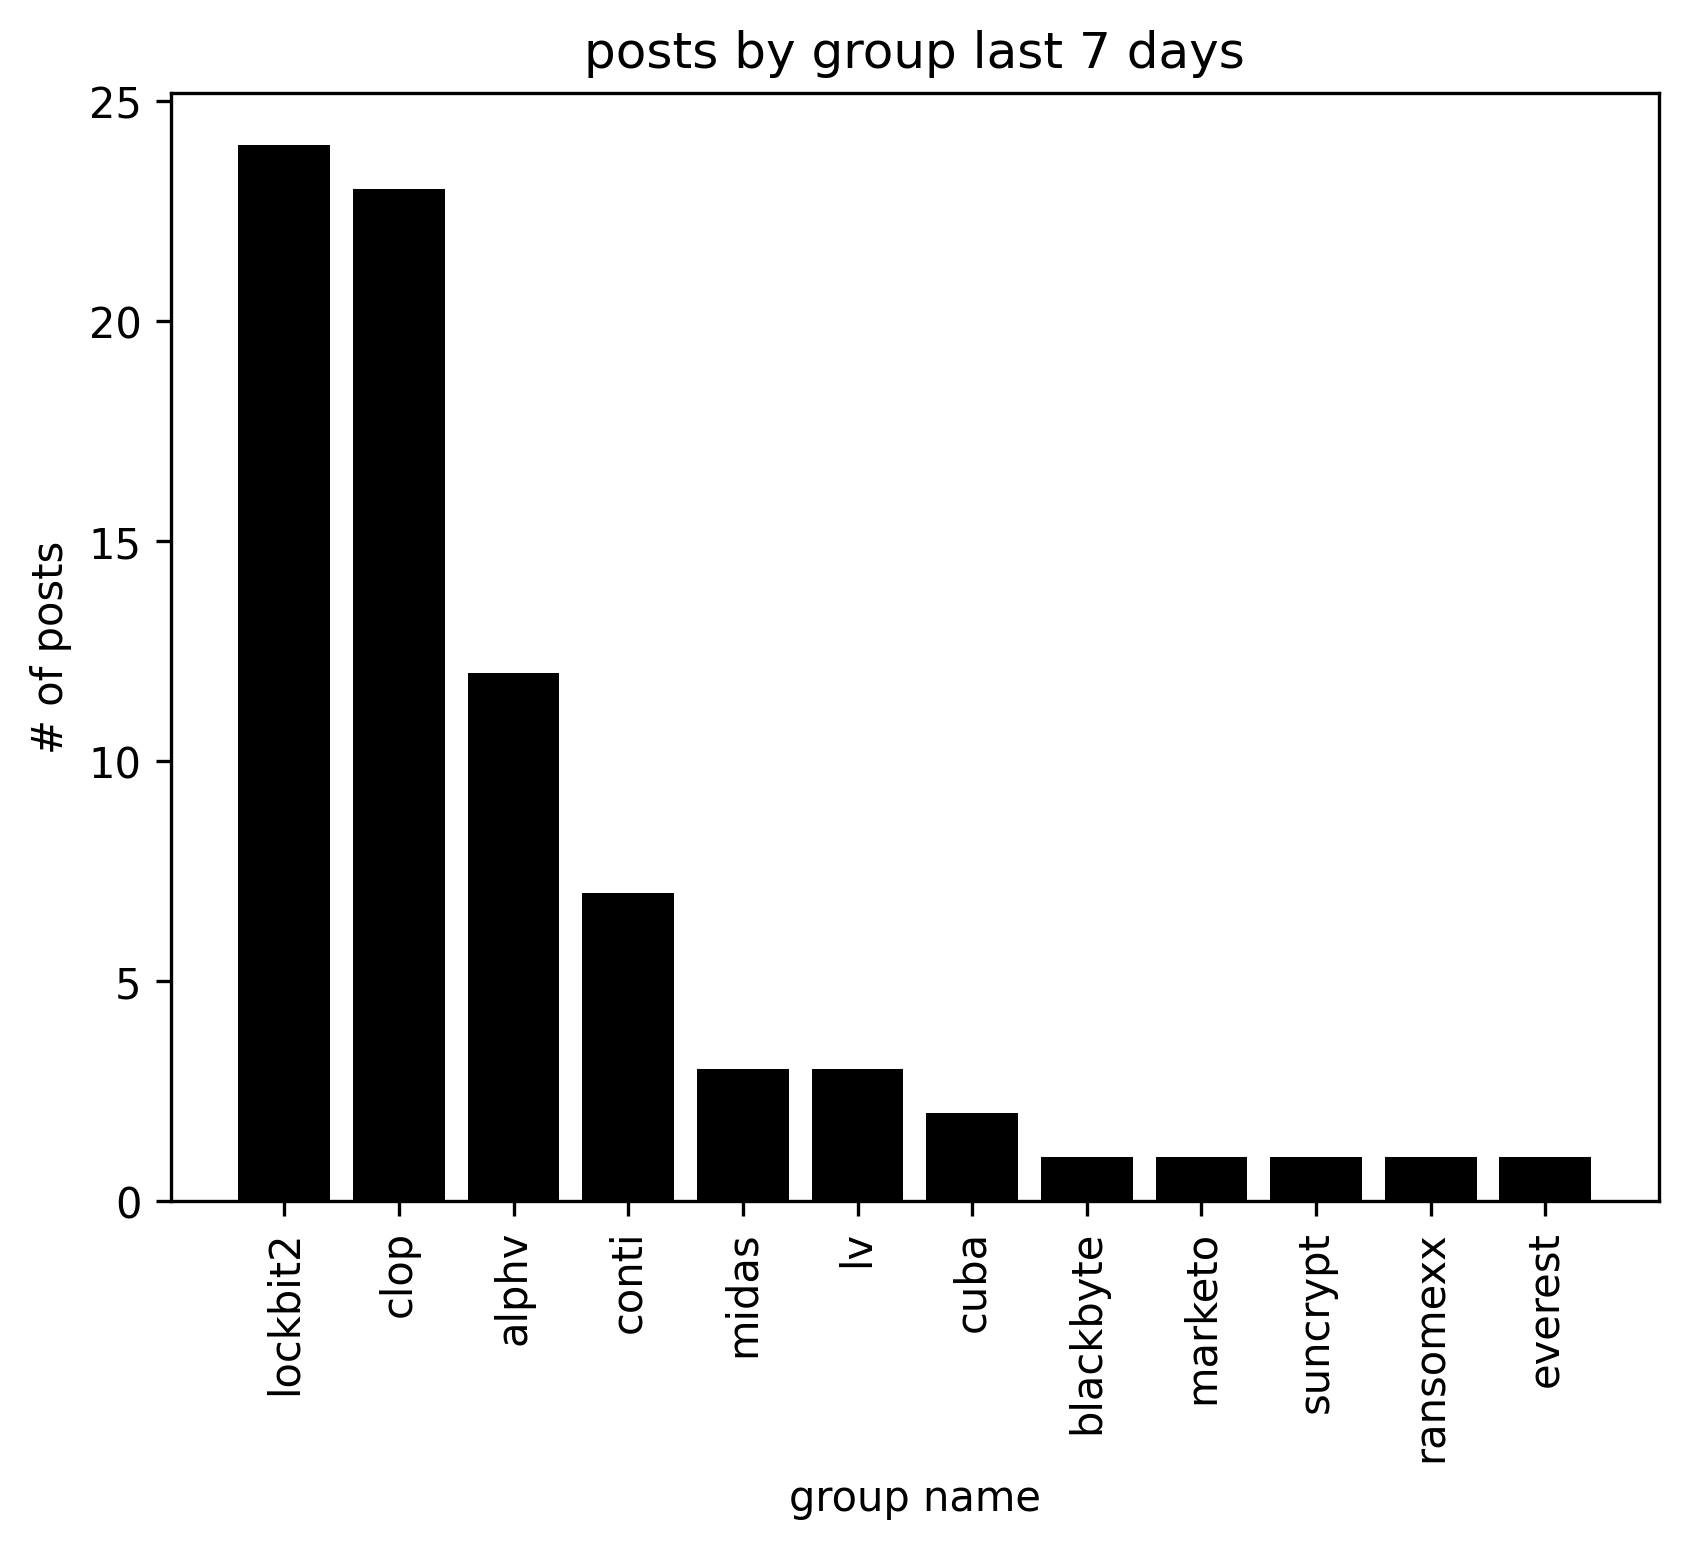 posts by group last 7 days
25
20
15
10
5
0
# of posts
lockbit2
clop
alphv
conti
midas
lv
cuba
blackbyte
marketo
suncrypt
ransomexx
everest
group name